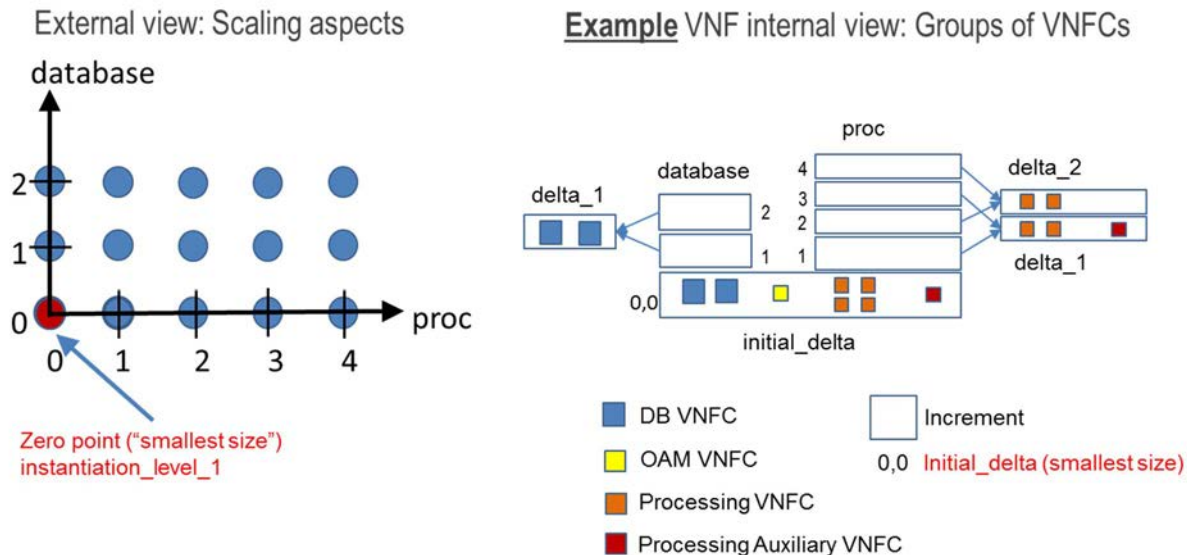 External view: Scaling aspects
database
2
1
0
0
1
2
3
4
proc
Zero point (“smallest size”)
instantiation_level_1
Example VNF internal view: Groups of VNFCs
proc
database
delta_1
2
1
4
3
2
1
delta_2
delta_1
0,0
initial_delta
DB VNFC
OAM VNFC
Processing VNFC
Processing Auxiliary VNFC
Increment
0,0 Initial_delta (smallest size)